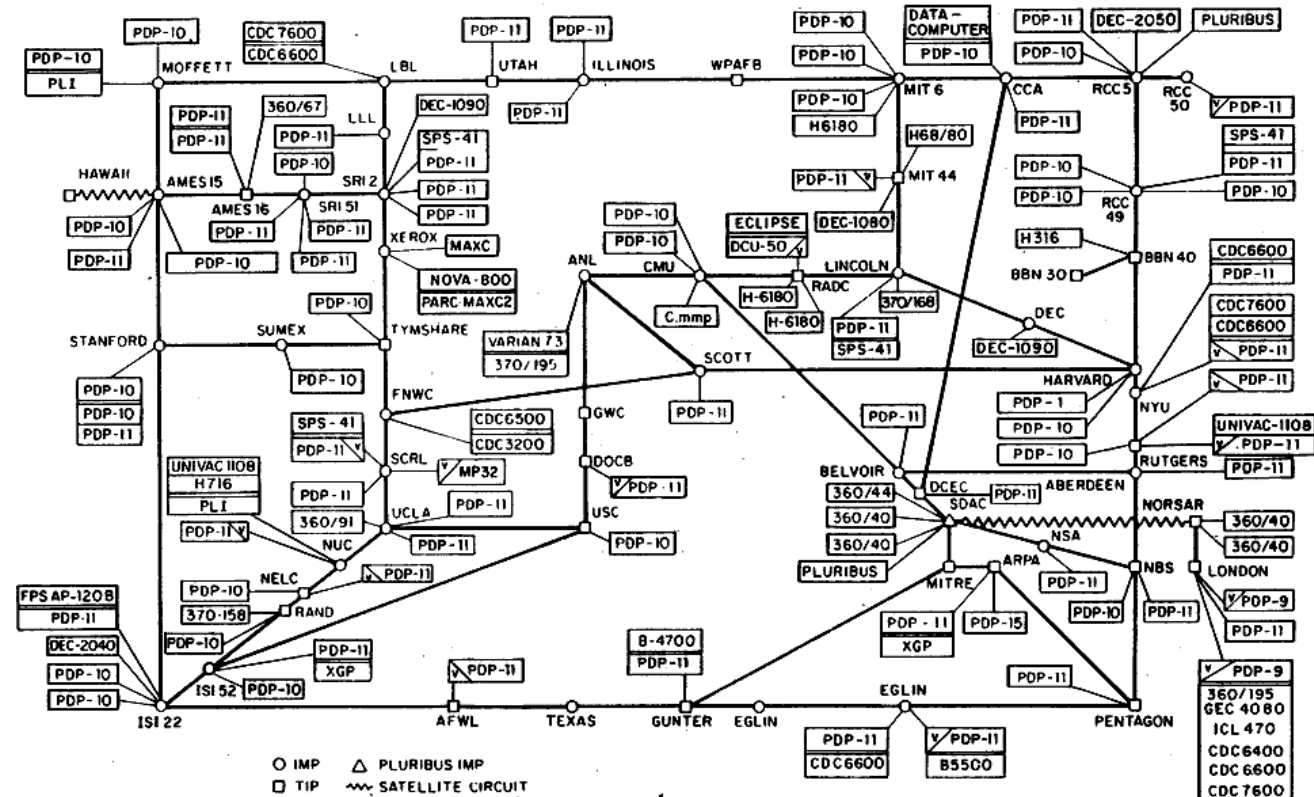 PDP-10
CDC7600
CDC6600
PDP-11
PDP-11
PDP-10
DATA-
COMPUTER
PDP-10
PDP-11
DEC-2050
PLURIBUS
PDP-10
PLI
MOFFETT
LBL
UTAH
ILLINOIS
WPAFB
PDP-10
PDP-10
MIT 6
CCA
RCC5
RCC
50
PDP-11
PDP-10
H6180
PDP-11
V PDP-11
PDP-11
PDP-11
360/67
LLL
PDP-11
DEC-1090
SPS-41
PDP-11
H68/80
PDP-10
SPS-41
PDP-11
HAWAII
AMES15
AMES 16
PDP-10
SRI 51
SRI 2
PDP-11
PDP-11
PDP-11 V
MIT 44
PDP-10
RCC
49
PDP-10
PDP-10
PDP-11
PDP-10
PDP-11
PDP-11
PDP-11
XEROX
MAXC
PDP-10
PDP-10
ECLIPSE
DCU-50 V
DEC-1080
H316
BBN 40
BBN 30
CDC6600
PDP-11
NOVA-800
PARC-MAXC2
ANL
CMU
RADC
LINCOLN
C.mmp
H-6180
H-6180
370/168
PDP-11
SPS-41
DEC
DEC-1090
CDC7600
CDC6600
V PDP-11
V PDP-11
STANFORD
SUMEX
PDP-10
TYMSHARE
VARIAN 73
370/195
SCOTT
HARVARD
NYU
PDP-10
PDP-10
PDP-11
PDP-10
FNWC
CDC6500
CDC3200
GWC
PDP-11
PDP-11
PDP-1
PDP-10
PDP-10
UNIVAC-1108
V PDP-11
RUTGERS
PDP-11
SPS-41
PDP-11 V
SCRL
V MP32
DOCB
V PDP-11
BELVOIR
DCEC
PDP-11
ABERDEEN
UNIVAC 1108
H716
PLI
PDP-11 V
PDP-11
360/91
UCLA
PDP-11
PDP-11
USC
PDP-10
360/44
360/40
360/40
PLURIBUS
SDAC
NSA
PDP-11
NORSAR
360/40
360/40
NUC
NELC
PDP-10
V PDP-11
370-158
RAND
PDP-10
MITRE
ARPA
PDP-11
XGP
PDP-15
NBS
PDP-10
PDP-11
LONDON
V PDP-9
PDP-11
FPS AP-120B
PDP-11
DEC-2040
PDP-10
PDP-10
ISI 22
ISI 52
PDP-11
XGP
PDP-10
V PDP-11
AFWL
TEXAS
B-4700
PDP-11
GUNTER
EGLIN
EGLIN
PDP-11
CDC6600
V PDP-11
B5500
PDP-11
PENTAGON
V PDP-9
360/195
GEC 4080
ICL 470
CDC6400
CDC6600
CDC7600
IMP
PLURIBUS IMP
TIP
SATELLITE CIRCUIT